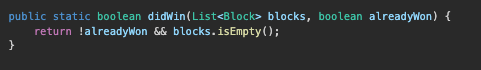 public static boolean didWin(List<Block> blocks, boolean alreadyWon) {
    return !alreadyWon && blocks.isEmpty();
}